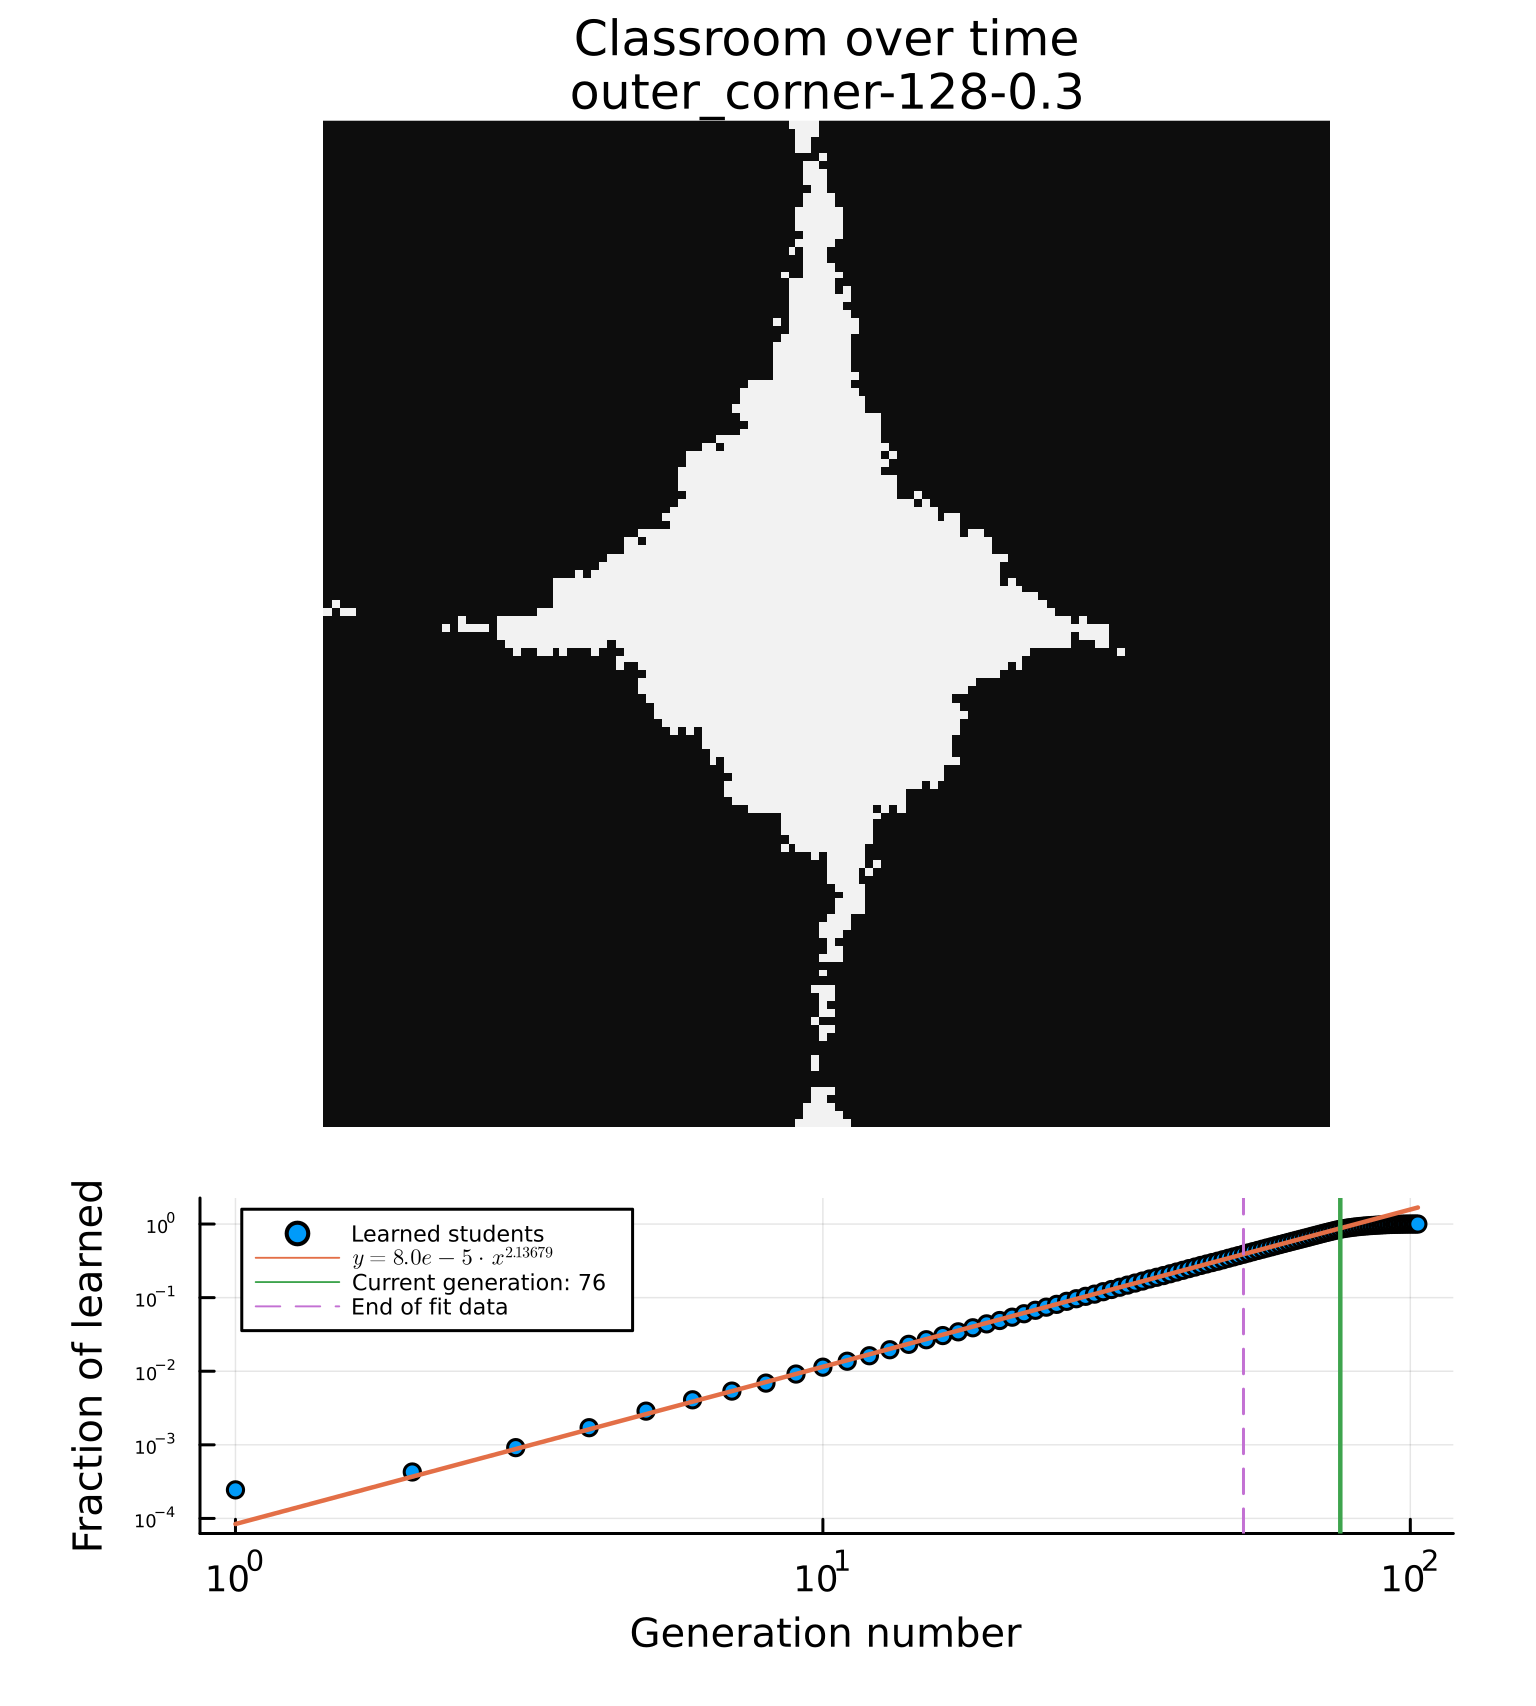 Classroom over time
outer_corner-128-0.3
Fraction of learned
10^0
10^-1
10^-2
10^-3
10^-4
Learned students
y = 8.0e − 5 · x^2.13679
Current generation: 76
End of fit data
10^0 10^1 10^2
Generation number